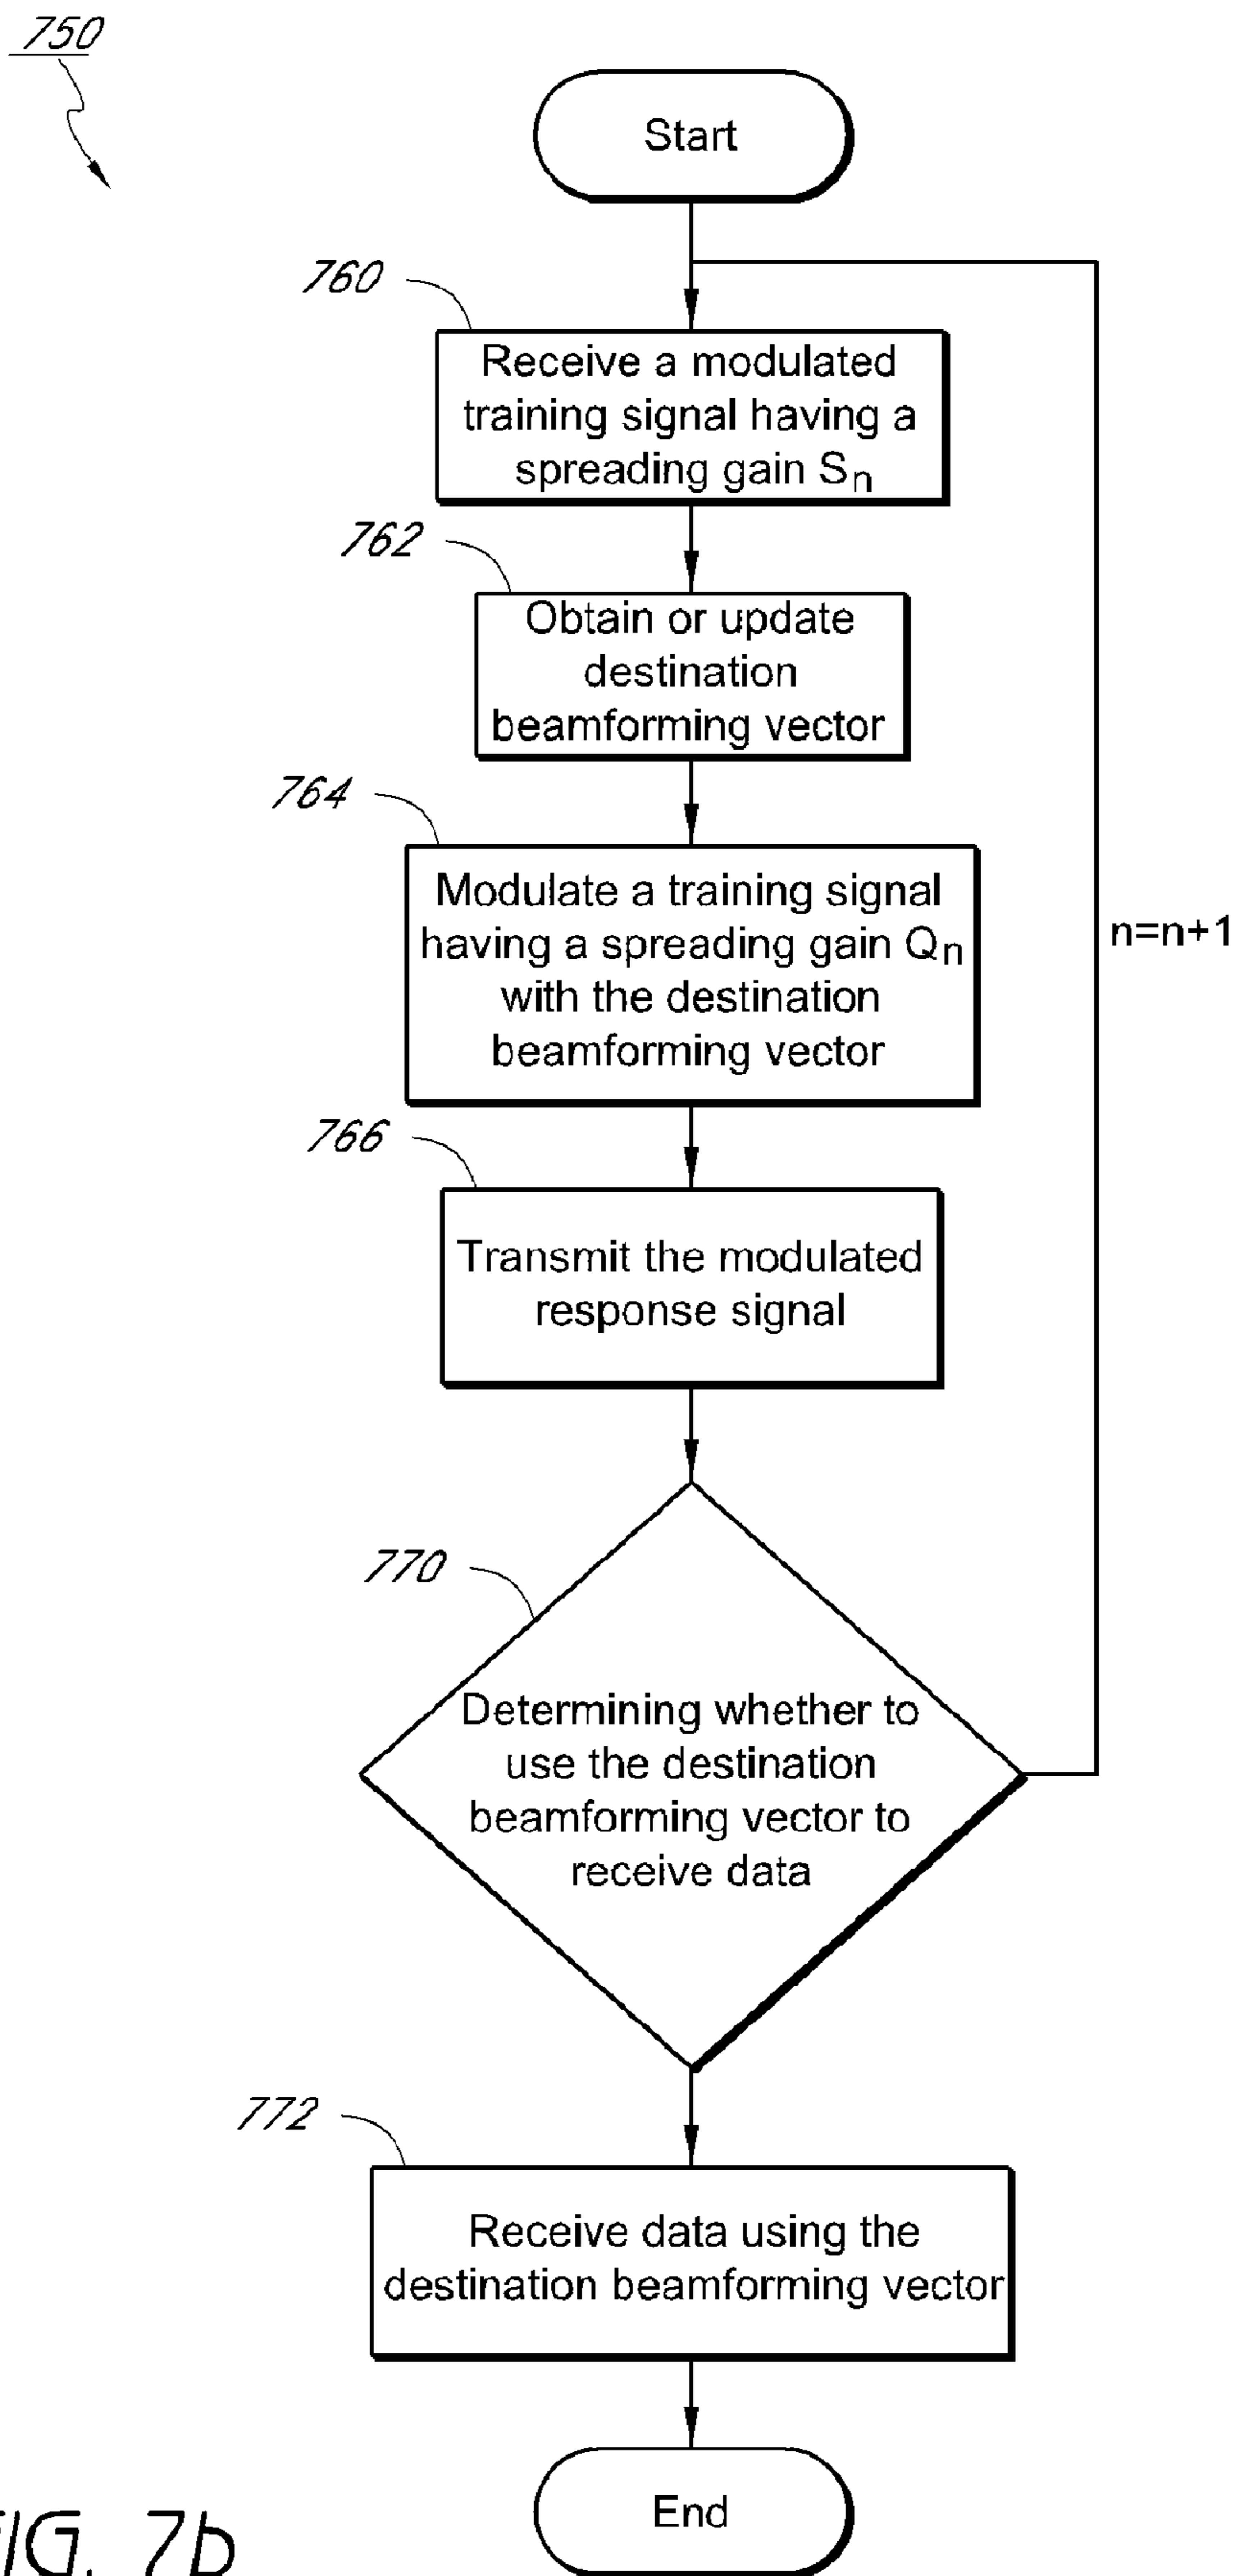 750
Start
760
Receive a modulated
training signal having a
spreading gain Sn
762
Obtain or update
destination
beamforming vector
764
Modulate a training signal
having a spreading gain Qn
with the destination
beamforming vector
n=n+1
766
Transmit the modulated
response signal
770
Determining whether to
use the destination
beamforming vector to
receive data
772
Receive data using the
destination beamforming vector
End
FIG. 7b